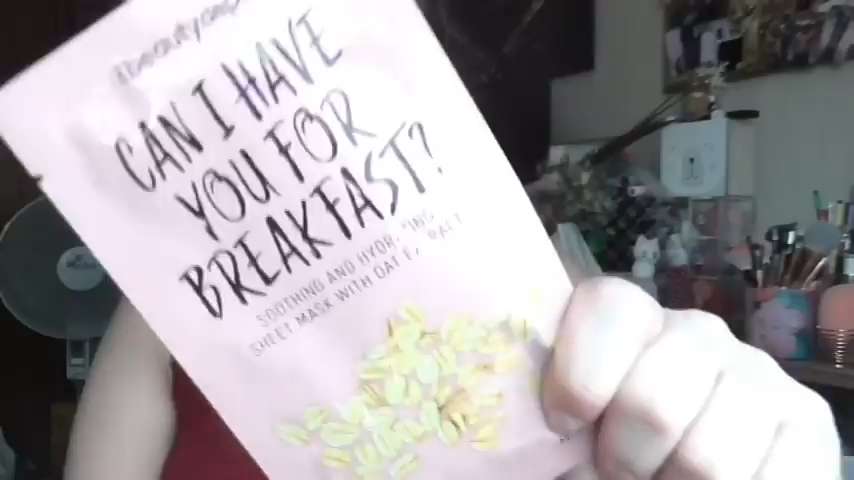 CAN I HAVE
YOU FOR
BREAKFAST?
SOOTHING AND
SHEET MASK WITH OAT